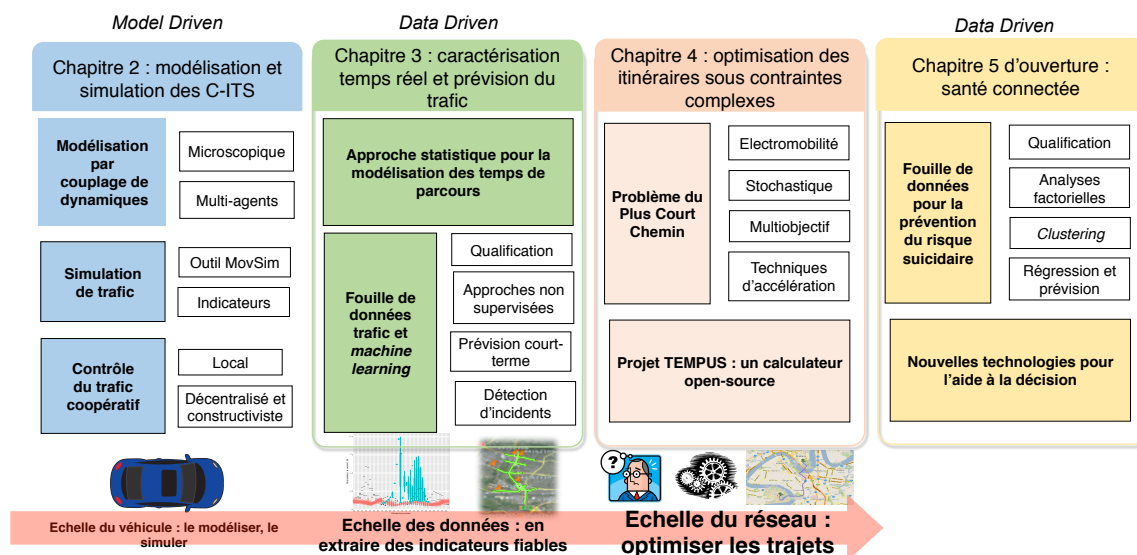 Model Driven
Data Driven
Data Driven
Chapitre 2 : modélisation et
simulation des C-ITS
Modélisation
par
couplage de
dynamiques
Microscopique
Multi-agents
Simulation
de trafic
Outil MovSim
Indicateurs
Contrôle
du trafic
coopératif
Local
Décentralisé et
constructiviste
Chapitre 3 : caractérisation
temps réel et prévision du
trafic
Approche statistique pour la
modélisation des temps de
parcours
Fouille de
données
trafic et
machine
learning
Qualification
Approches non
supervisées
Prévision court-
terme
Détection
d'incidents
Chapitre 4 : optimisation des
itinéraires sous contraintes
complexes
Problème du
Plus Court
Chemin
Electromobilité
Stochastique
Multiobjectif
Techniques
d'accélération
Projet TEMPUS : un calculateur
open-source
Chapitre 5 d'ouverture :
santé connectée
Fouille de
données
pour la
prévention
du risque
suicidaire
Qualification
Analyses
factorielles
Clustering
Régression et
prévision
Nouvelles technologies pour
l'aide à la décision
?
Echelle du véhicule : le modéliser, le
simuler
Echelle des données : en
extraire des indicateurs fiables
Echelle du réseau :
optimiser les trajets